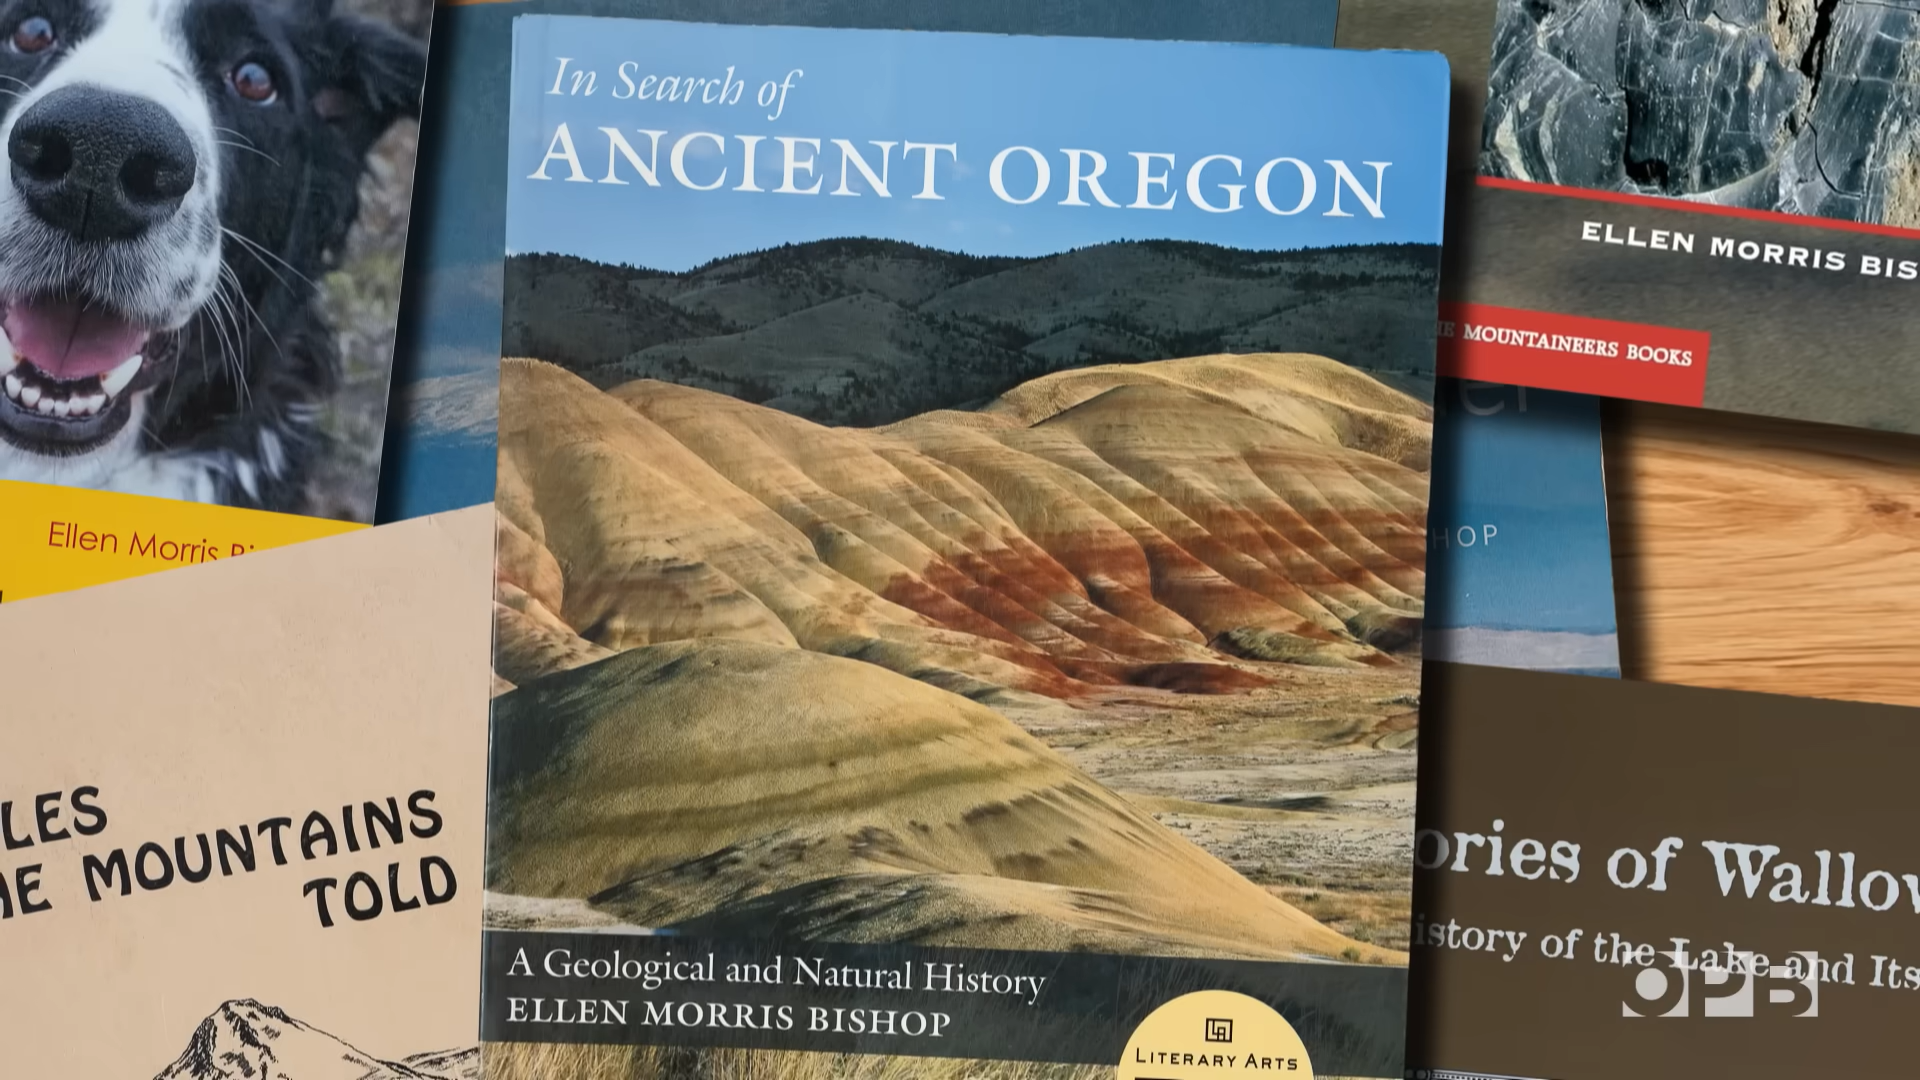 In Search of
ANCIENT OREGON
A Geological and Natural History
ELLEN MORRIS BISHOP
LITERARY ARTS
ELLEN MORRIS BIS
MOUNTAINEERS BOOKS
HOP
Ellen Morris
LES
HE MOUNTAINS
TOLD
ories of Wallow
istory of the Lake and Its
OPB